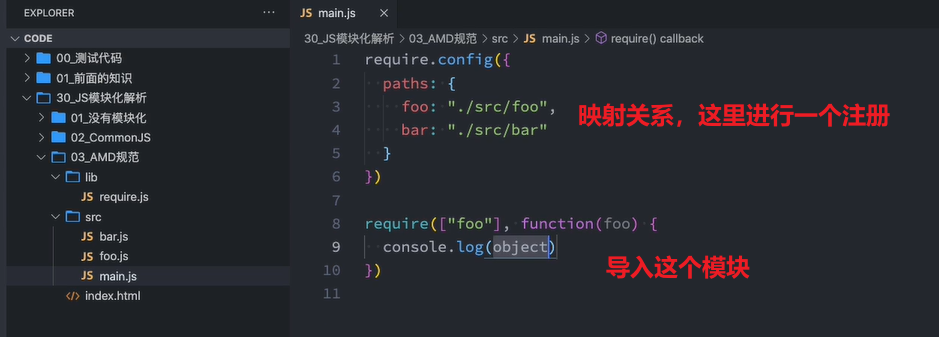 EXPLORER
···
JS main.js ×
CODE
00_测试代码
01_前面的知识
30_JS模块化解析
01_没有模块化
02_CommonJS
03_AMD规范
lib
JS require.js
src
JS bar.js
JS foo.js
JS main.js
<> index.html
30_JS模块化解析 > 03_AMD规范 > src > JS main.js > require() callback
1 require.config({
2 paths: {
3 foo: "./src/foo",
4 bar: "./src/bar"
5 }
6 })
7
8 require(["foo"], function(foo) {
9 console.log(object)
10 })
11
映射关系，这里进行一个注册
导入这个模块